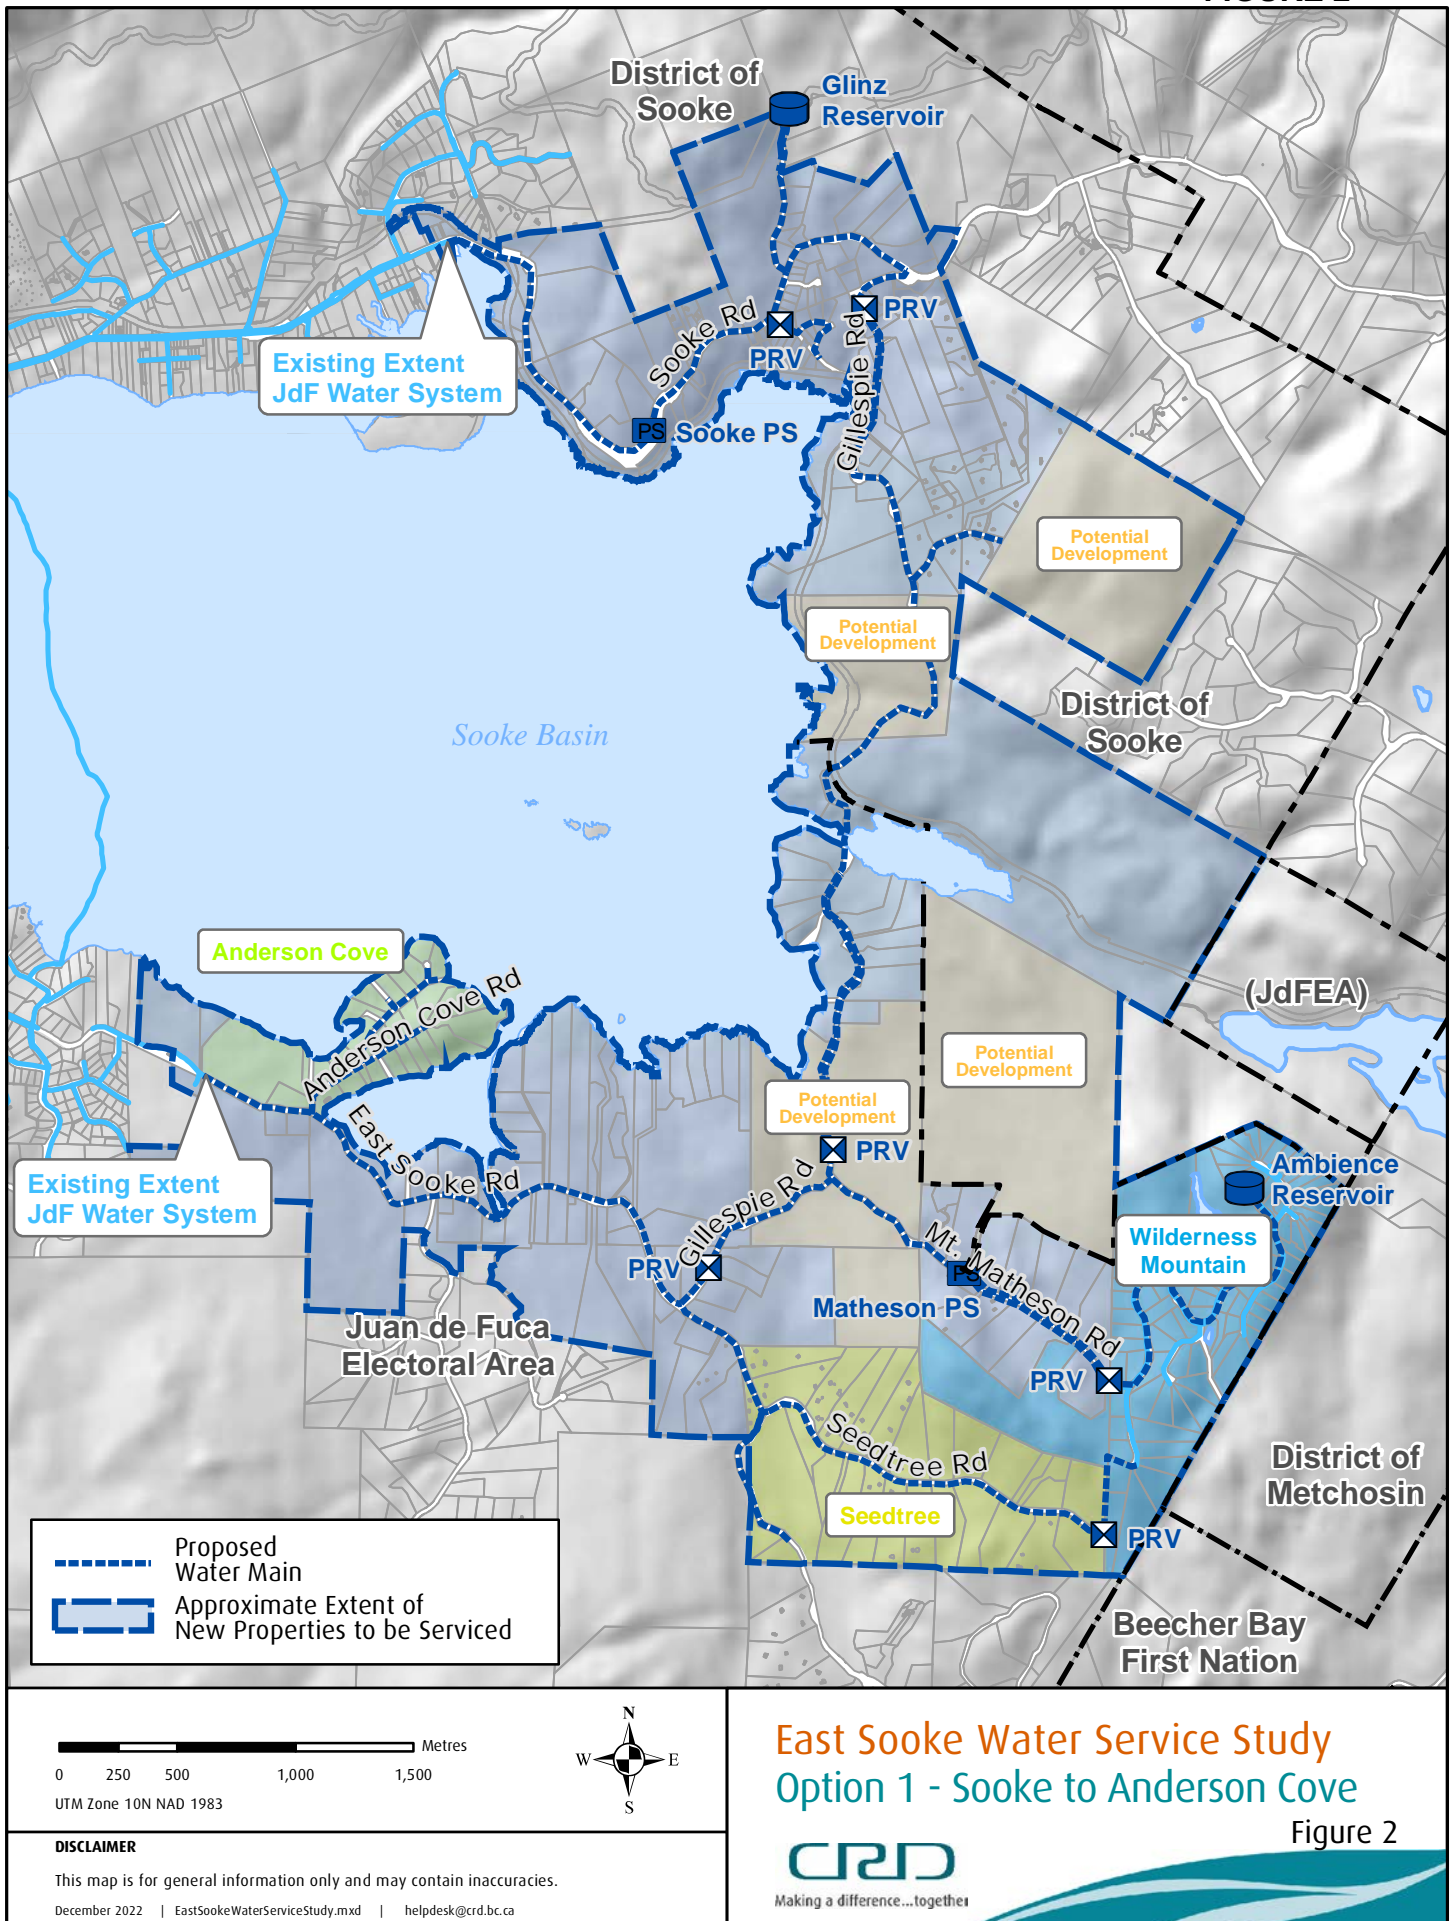 District of
Sooke
Glinz
Reservoir
Existing Extent
JdF Water System
Sooke Rd
PRV
PRV
Gillespie Rd
PS
Sooke PS
Potential
Development
Potential
Development
District of
Sooke
Sooke Basin
Anderson Cove
Anderson Cove Rd
(JdFEA)
Potential
Development
Potential
Development
East Sooke Rd
PRV
Ambience
Reservoir
Existing Extent
JdF Water System
Gillespie Rd
Mt. Matheson Rd
Wilderness
Mountain
PRV
PS
Matheson PS
Juan de Fuca
Electoral Area
PRV
Seedtree Rd
District of
Metchosin
Seedtree
PRV
Beecher Bay
First Nation
Proposed
Water Main
Approximate Extent of
New Properties to be Serviced
Metres
0 250 500 1,000 1,500
UTM Zone 10N NAD 1983
N
W E
S
East Sooke Water Service Study
Option 1 - Sooke to Anderson Cove
Figure 2
DISCLAIMER
This map is for general information only and may contain inaccuracies.
December 2022 | EastSookeWaterServiceStudy.mxd | helpdesk@crd.bc.ca
CRD
Making a difference...together